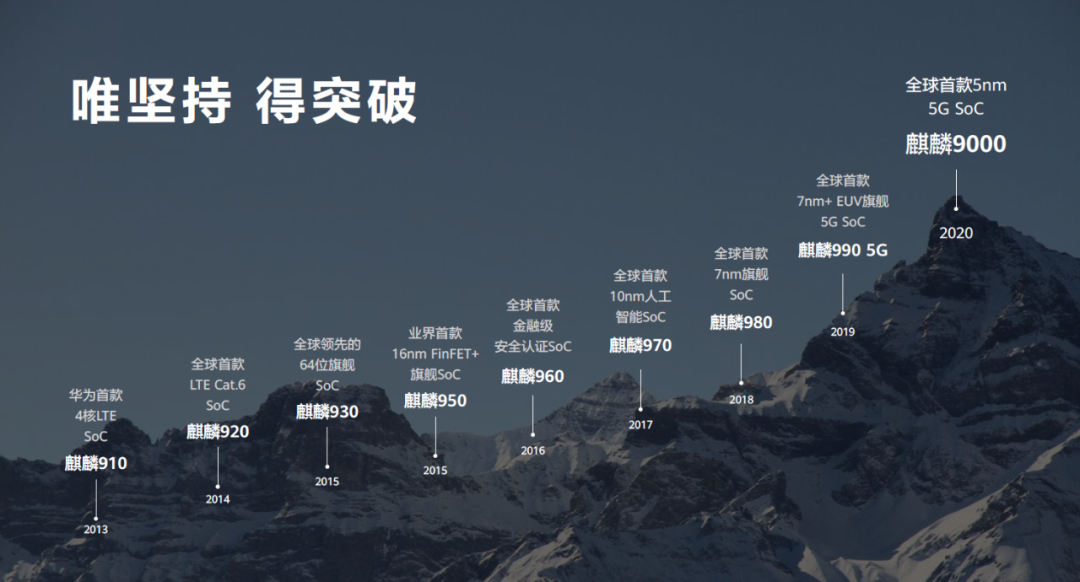 唯坚持 得突破
华为首款
4核LTE
SoC
麒麟910
2013
全球首款
LTE Cat.6
SoC
麒麟920
2014
全球领先的
64位旗舰
SoC
麒麟930
2015
业界首款
16nm FinFET+
旗舰SoC
麒麟950
2015
全球首款
金融级
安全认证SoC
麒麟960
2016
全球首款
10nm人工
智能SoC
麒麟970
2017
全球首款
7nm旗舰
SoC
麒麟980
2018
全球首款
7nm+ EUV旗舰
5G SoC
麒麟990 5G
2019
全球首款5nm
5G SoC
麒麟9000
2020